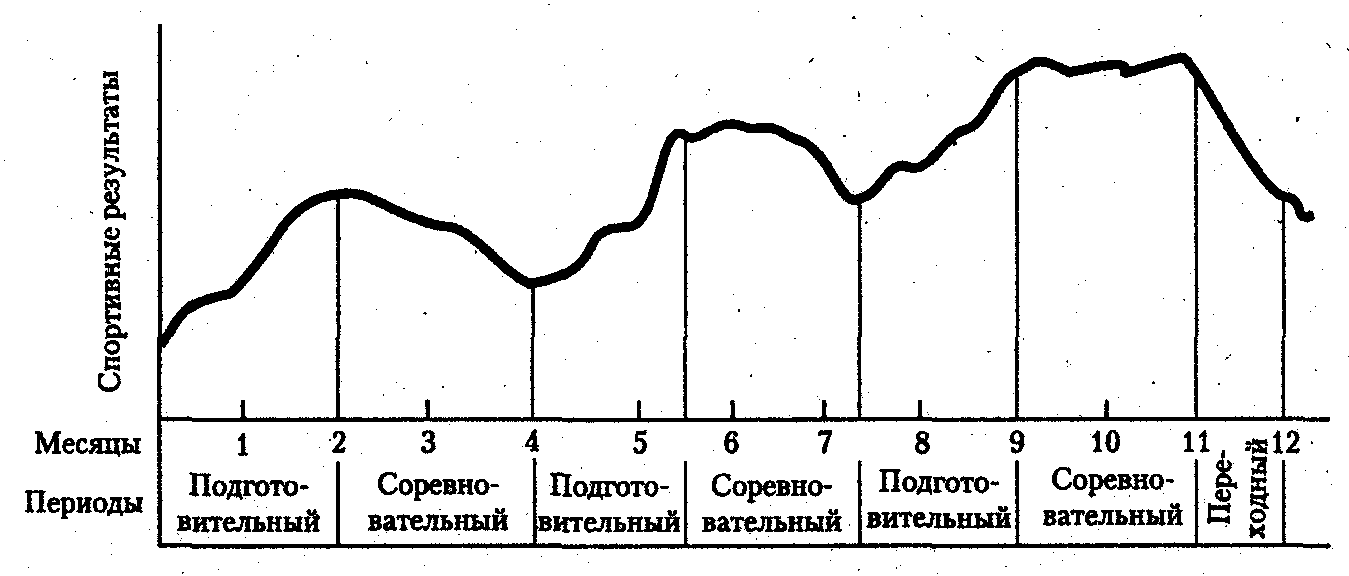 Спортивные результаты
Месяцы 1 2 3 4 5 6 7 8 9 10 11 12
Периоды
Подгото-
вительный
Соревно-
вательный
Подгото-
вительный
Соревно-
вательный
Подгото-
вительный
Соревно-
вательный
Пере-
ходный